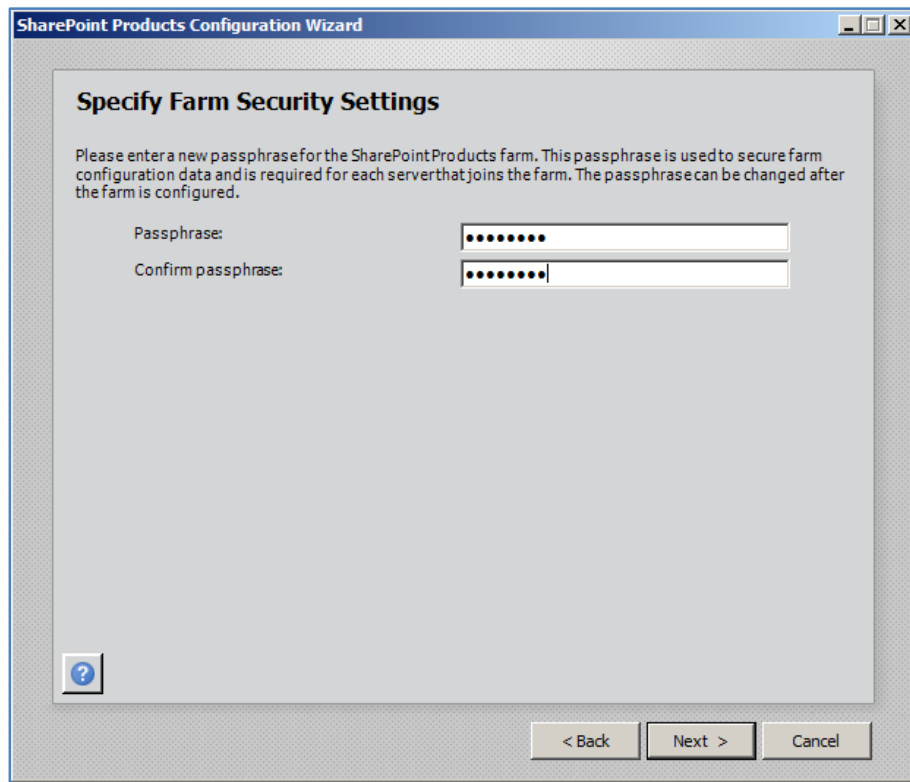 SharePoint Products Configuration Wizard
Specify Farm Security Settings
Please enter a new passphrase for the SharePoint Products farm. This passphrase is used to secure farm
configuration data and is required for each server that joins the farm. The passphrase can be changed after
the farm is configured.
Passphrase: ••••••••
Confirm passphrase: ••••••••
?
< Back Next > Cancel